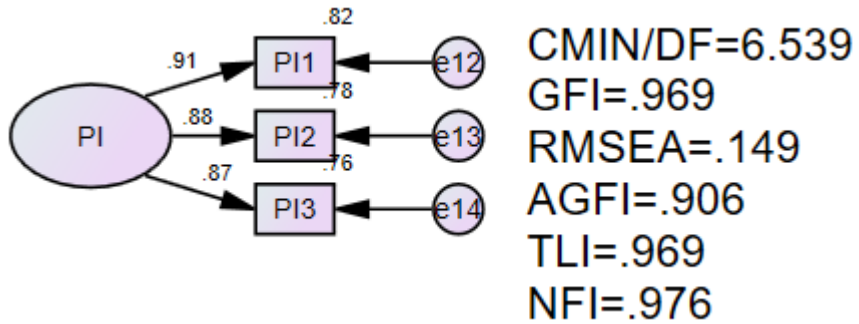 .82
.91
PI1
e12
.78
PI
.88
PI2
e13
.76
.87
PI3
e14
CMIN/DF=6.539
GFI=.969
RMSEA=.149
AGFI=.906
TLI=.969
NFI=.976